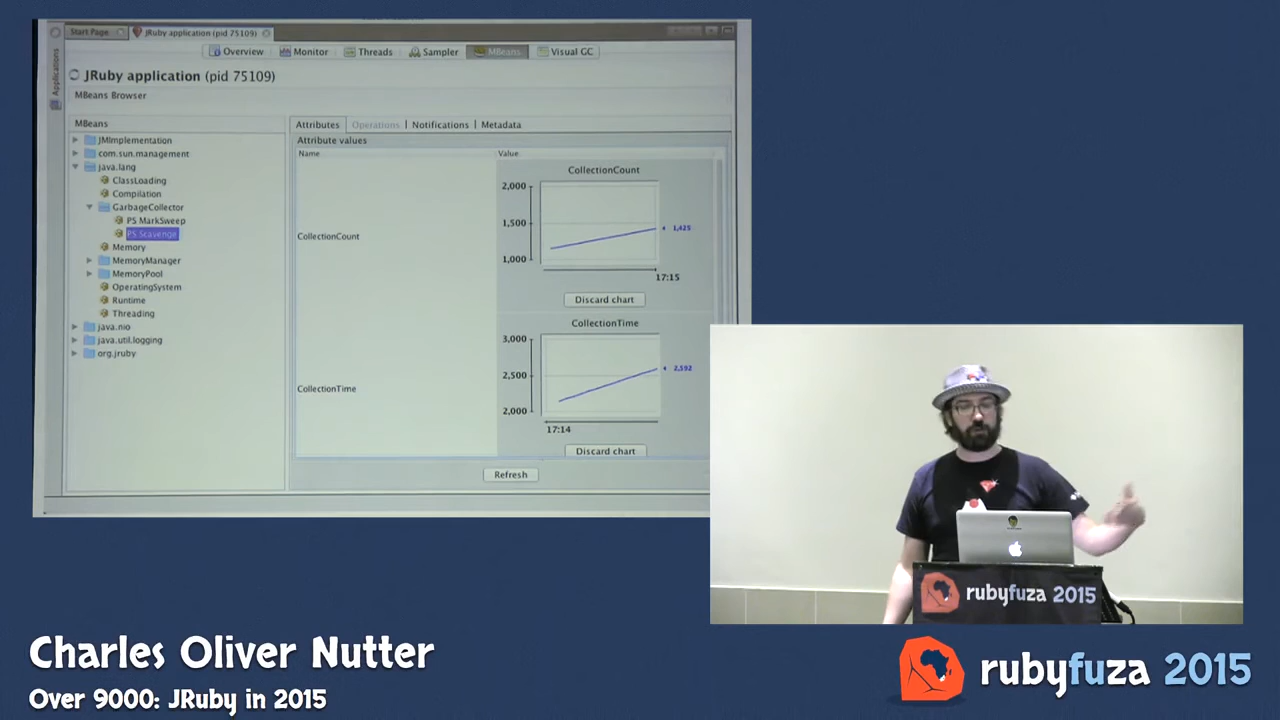 Start Page
JRuby application (pid 75109)
Applications
Overview
Monitor
Threads
Sampler
MBeans
Visual GC
JRuby application (pid 75109)
MBeans Browser
MBeans
JMImplementation
com.sun.management
java.lang
ClassLoading
Compilation
GarbageCollector
PS MarkSweep
PS Scavenge
Memory
MemoryManager
MemoryPool
OperatingSystem
Runtime
Threading
java.nio
java.util.logging
org.jruby
Attributes
Operations
Notifications
Metadata
Attribute values
Name
Value
CollectionCount
CollectionCount
2,000
1,500
1,000
1,425
17:15
Discard chart
CollectionTime
CollectionTime
3,000
2,500
2,000
2,592
17:14
Discard chart
Refresh
rubyfuza 2015
Charles Oliver Nutter
Over 9000: JRuby in 2015
rubyfuza 2015